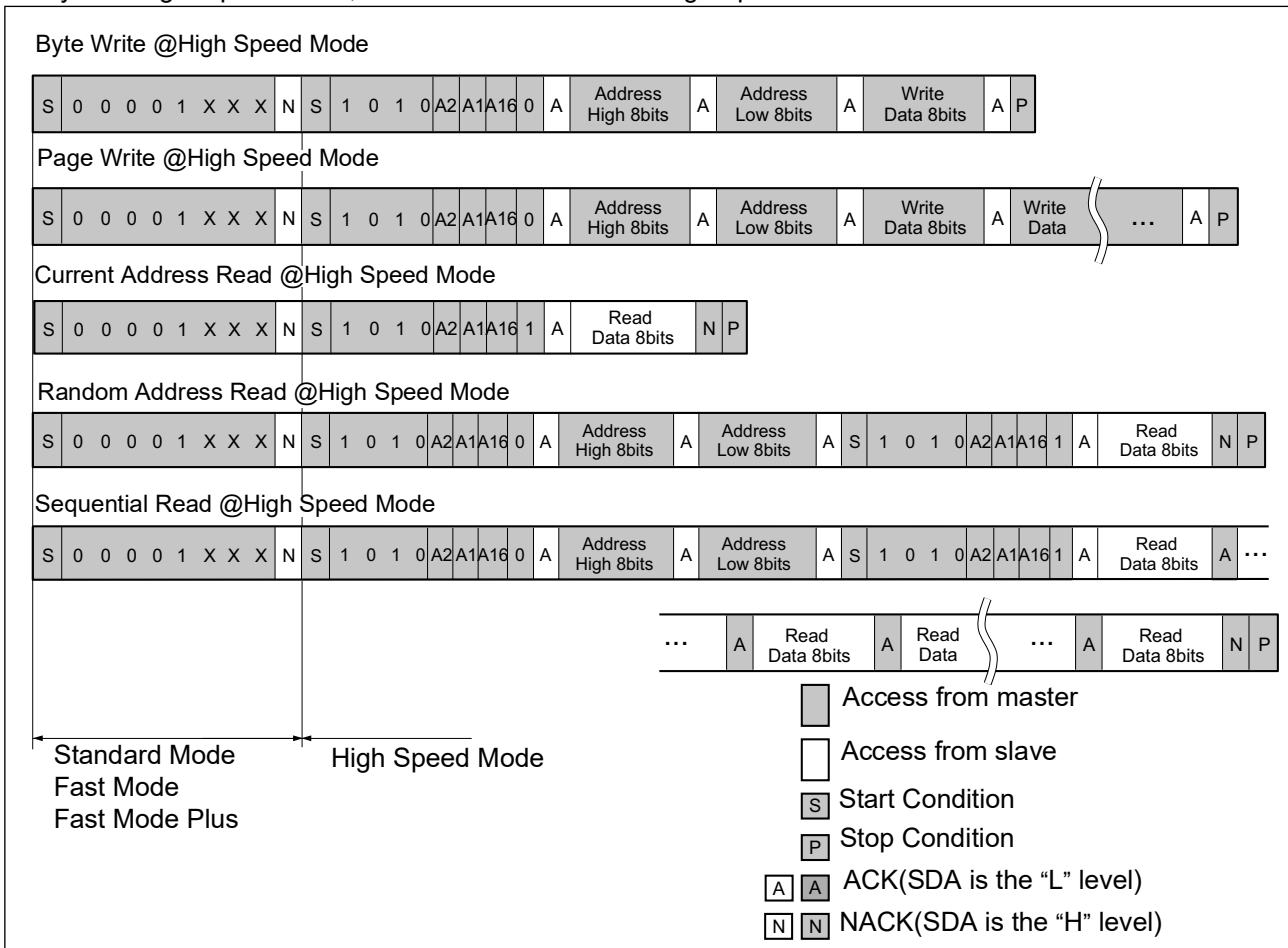 Byte Write @High Speed Mode
S 0 0 0 0 1 X X X N S 1 0 1 0 A2 A1 A16 0 A Address High 8bits A Address Low 8bits A Write Data 8bits A P
Page Write @High Speed Mode
S 0 0 0 0 1 X X X N S 1 0 1 0 A2 A1 A16 0 A Address High 8bits A Address Low 8bits A Write Data 8bits A Write Data ... A P
Current Address Read @High Speed Mode
S 0 0 0 0 1 X X X N S 1 0 1 0 A2 A1 A16 1 A Read Data 8bits N P
Random Address Read @High Speed Mode
S 0 0 0 0 1 X X X N S 1 0 1 0 A2 A1 A16 0 A Address High 8bits A Address Low 8bits A S 1 0 1 0 A2 A1 A16 1 A Read Data 8bits N P
Sequential Read @High Speed Mode
S 0 0 0 0 1 X X X N S 1 0 1 0 A2 A1 A16 0 A Address High 8bits A Address Low 8bits A S 1 0 1 0 A2 A1 A16 1 A Read Data 8bits A ...
... A Read Data 8bits A Read Data ... A Read Data 8bits N P
Standard Mode
Fast Mode
Fast Mode Plus
High Speed Mode
Access from master
Access from slave
S Start Condition
P Stop Condition
A A ACK(SDA is the “L” level)
N N NACK(SDA is the “H” level)